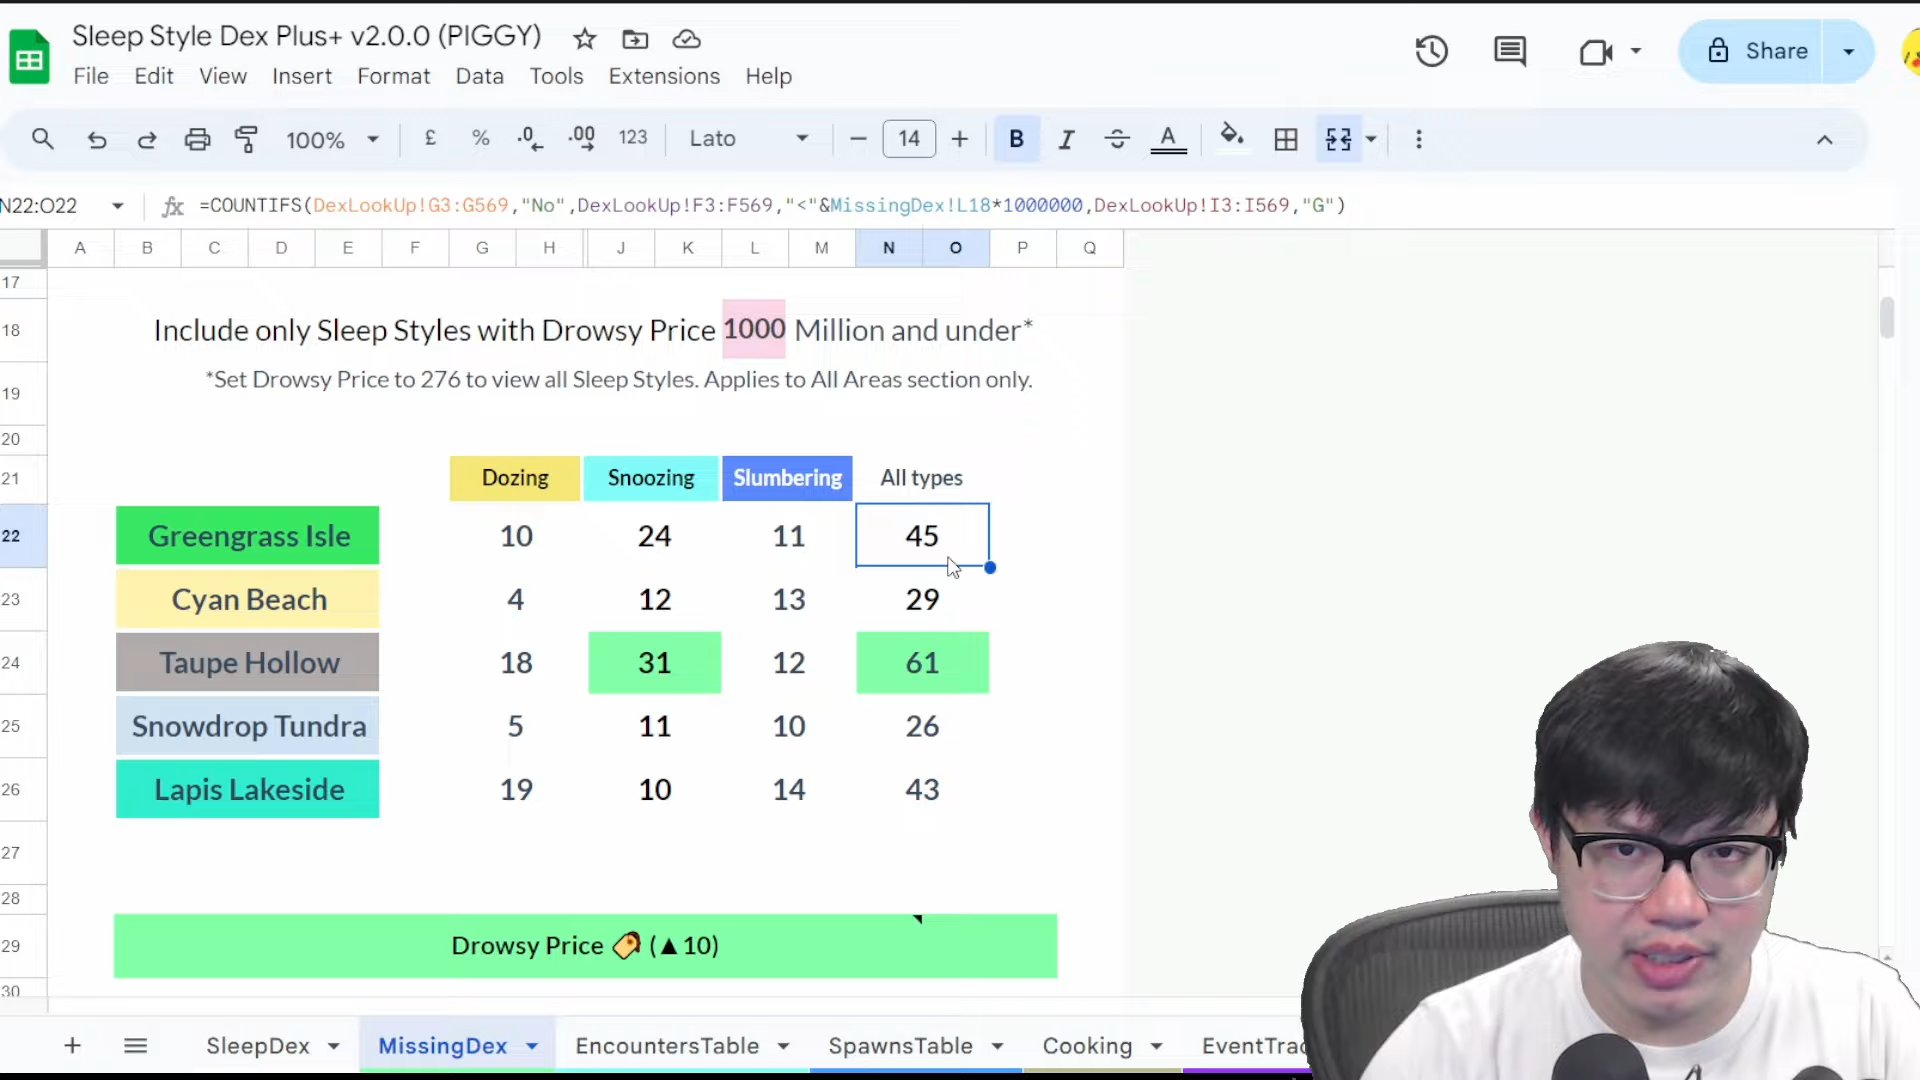 Sleep Style Dex Plus+ v2.0.0 (PIGGY)
File Edit View Insert Format Data Tools Extensions Help
Share
100% £ % .0 .00 123 Lato 14 B I A
N22:O22 fx =COUNTIFS(DexLookUp!G3:G569,"No",DexLookUp!F3:F569,"<"&MissingDex!L18*1000000,DexLookUp!I3:I569,"G")
A B C D E F G H J K L M N O P Q
17
18 Include only Sleep Styles with Drowsy Price 1000 Million and under*
19 *Set Drowsy Price to 276 to view all Sleep Styles. Applies to All Areas section only.
20
21 Dozing Snoozing Slumbering All types
22 Greengrass Isle 10 24 11 45
23 Cyan Beach 4 12 13 29
24 Taupe Hollow 18 31 12 61
25 Snowdrop Tundra 5 11 10 26
26 Lapis Lakeside 19 10 14 43
27
28
29 Drowsy Price 🏷️ (▲10)
30
SleepDex MissingDex EncountersTable SpawnsTable Cooking